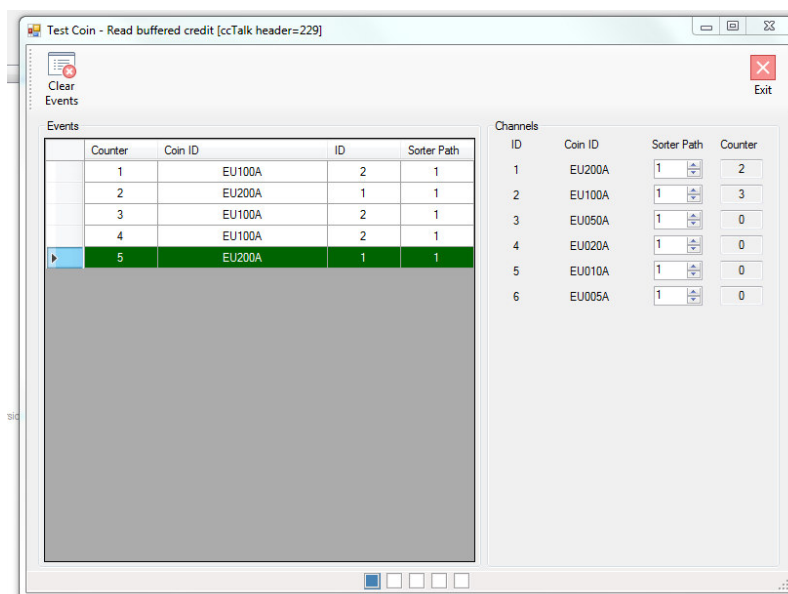 Test Coin - Read buffered credit [ccTalk header=229]
Clear
Events
Exit
Events
Counter Coin ID ID Sorter Path
1 EU100A 2 1
2 EU200A 1 1
3 EU100A 2 1
4 EU100A 2 1
5 EU200A 1 1
Channels
ID Coin ID Sorter Path Counter
1 EU200A 1 2
2 EU100A 1 3
3 EU050A 1 0
4 EU020A 1 0
5 EU010A 1 0
6 EU005A 1 0